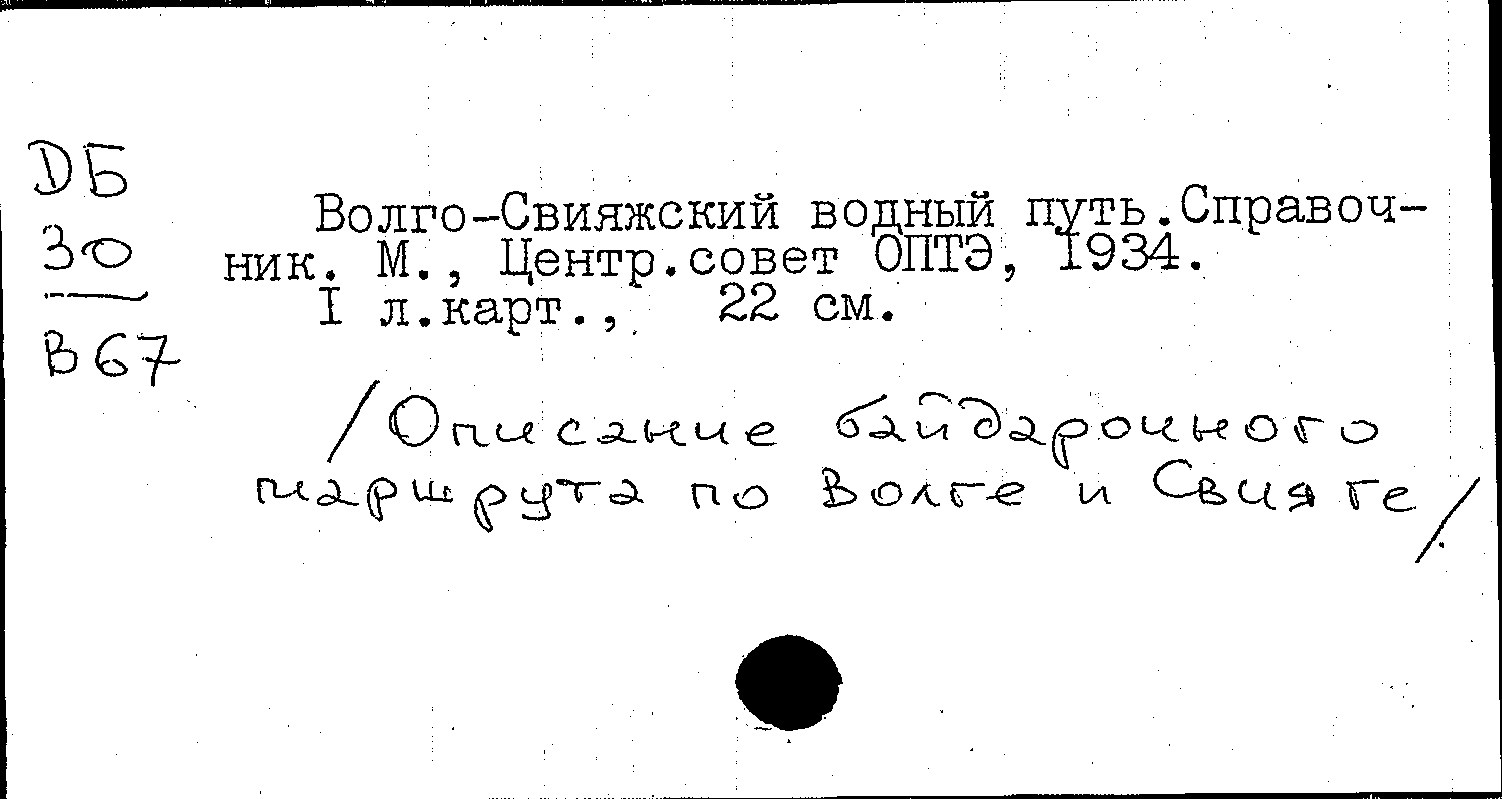 ДБ
30
В67
Волго-Свияжский водный путь.Справоч-
ник. М., Центр.совет ОПТЭ, 1934.
I л.карт., 22 см.
/Описание байдарочного
маршрута по Волге и Свияге/.